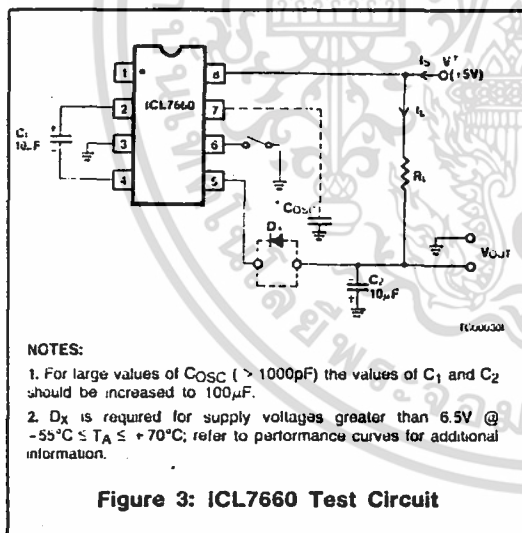 IS V+
(+5V)
1 8
ICL7660
2 7
IL
C1
10µF
3 6
4 5
RL
COSC
DX
VOUT
C2
10µF
TC000301
NOTES:
1. For large values of COSC ( > 1000pF) the values of C1 and C2
should be increased to 100µF.
2. DX is required for supply voltages greater than 6.5V @
-55°C ≤ TA ≤ +70°C; refer to performance curves for additional
information.
Figure 3: ICL7660 Test Circuit